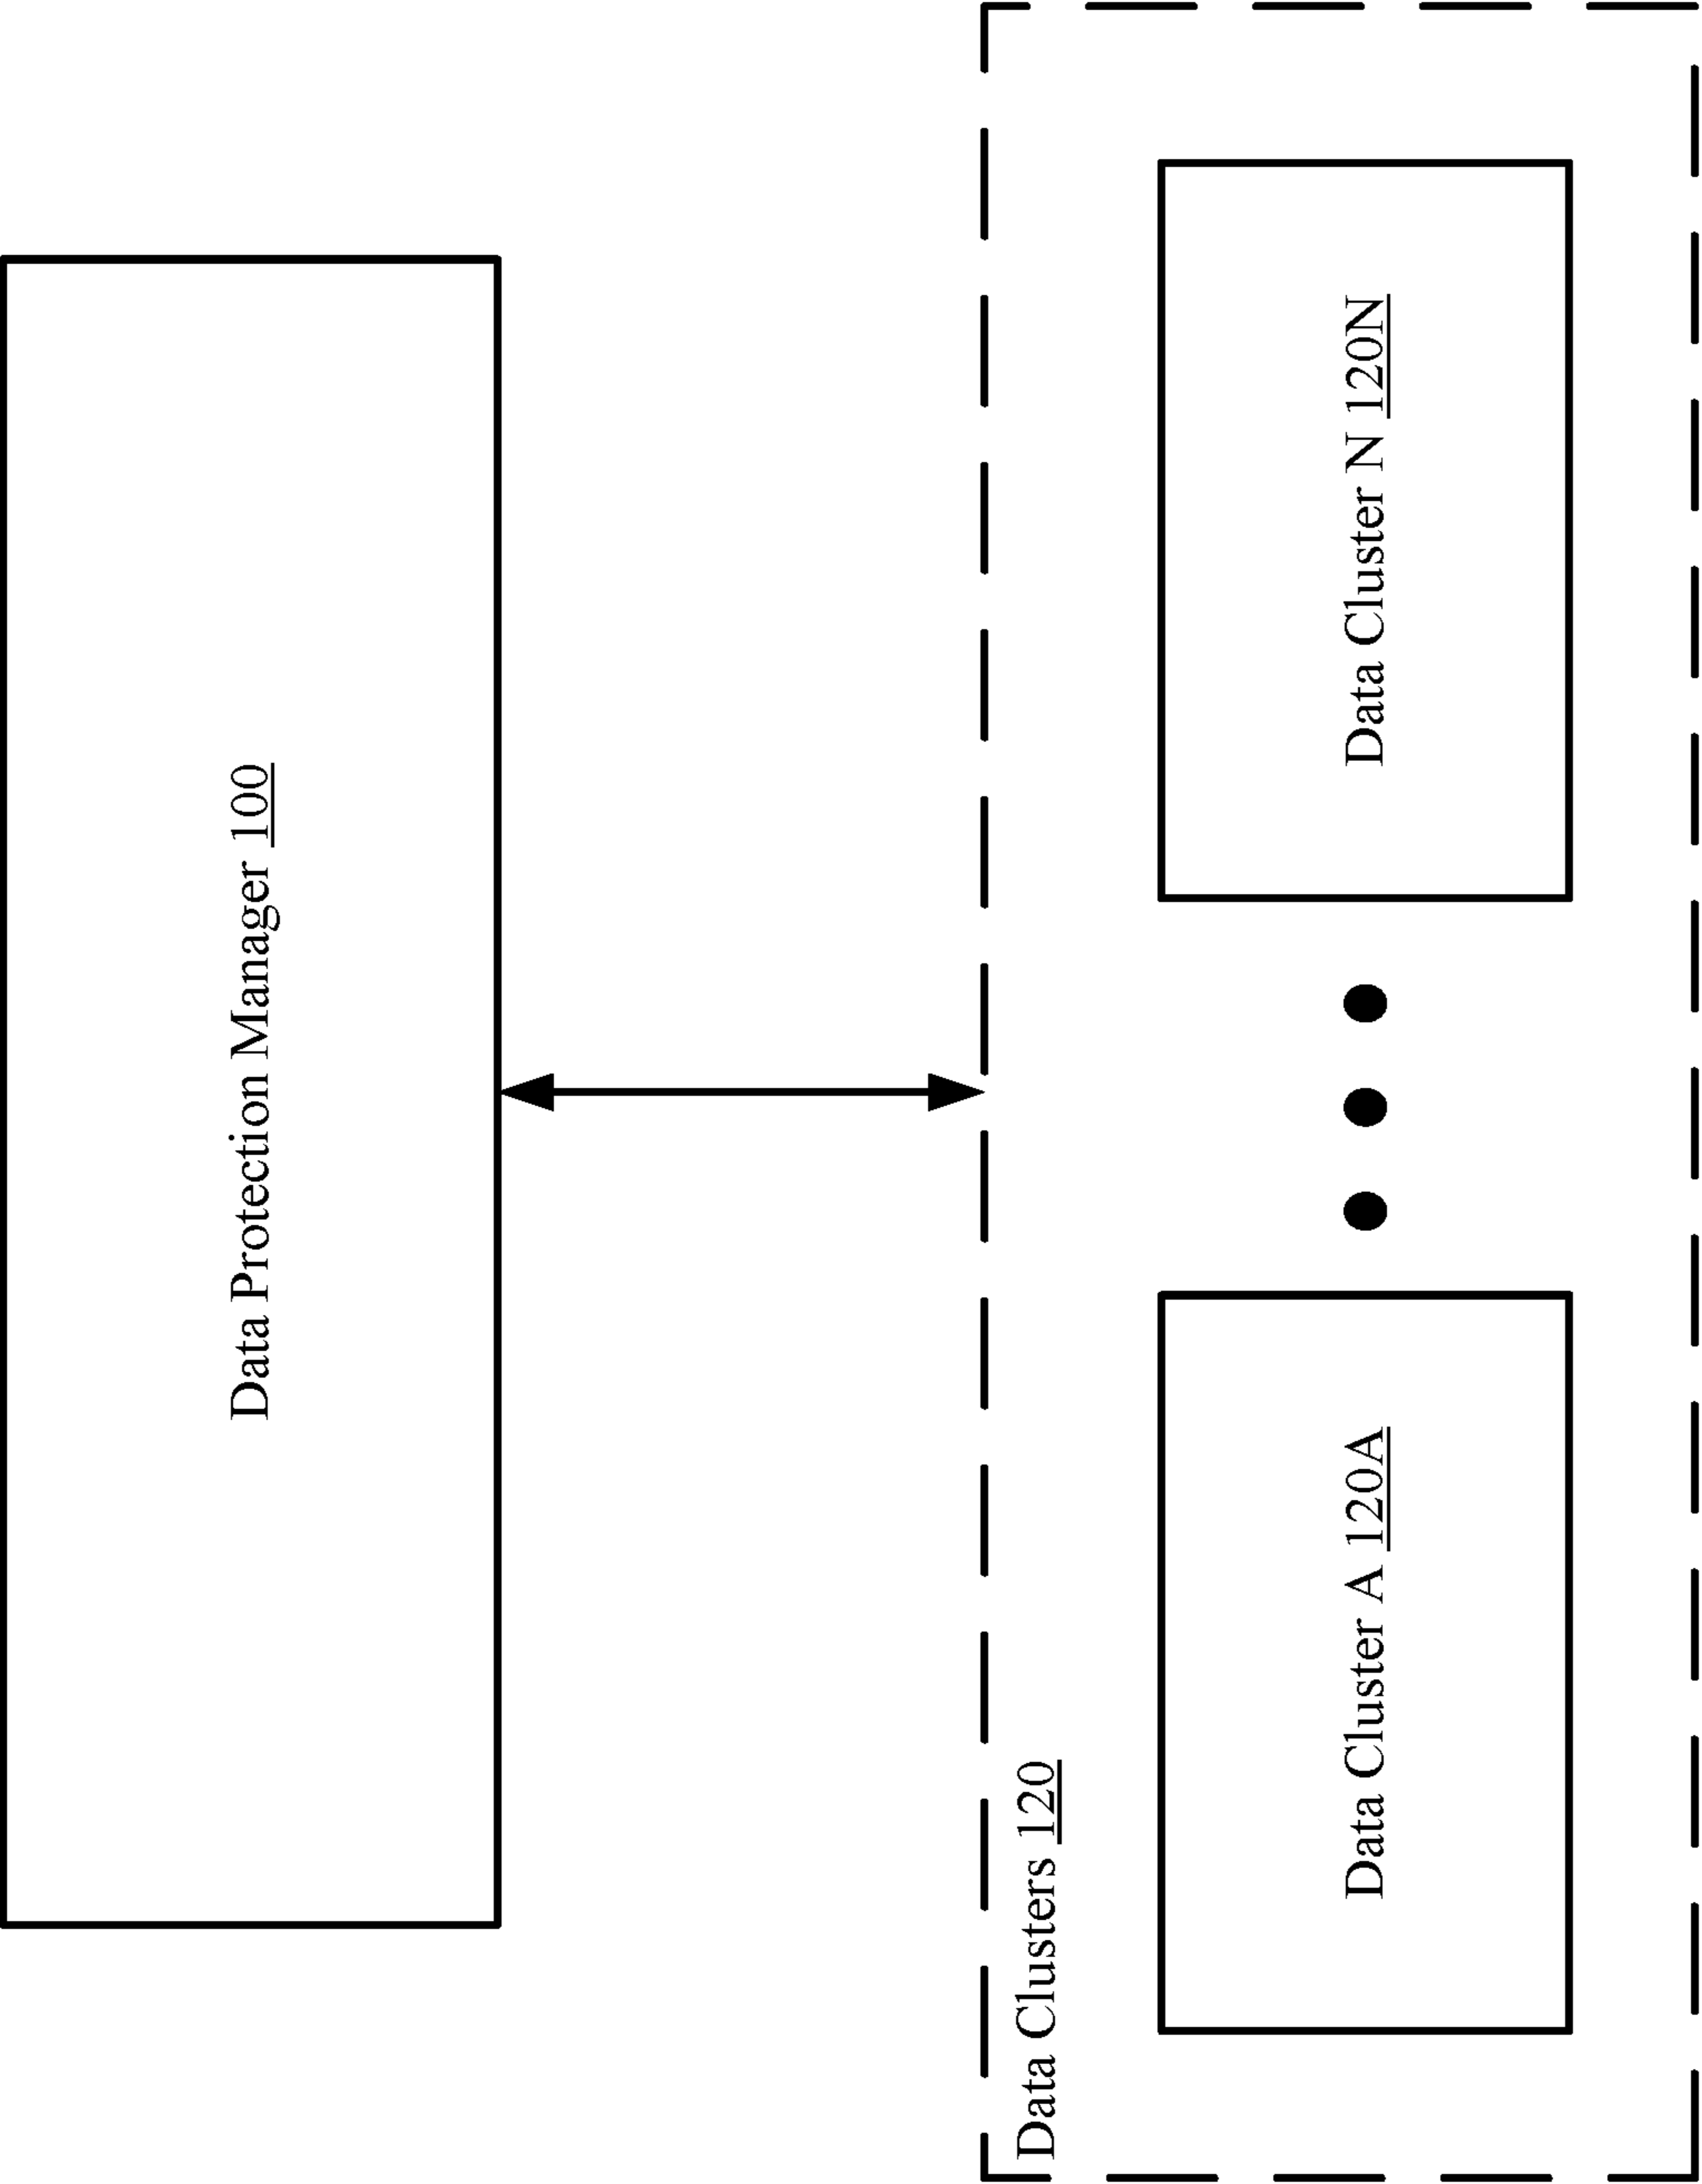 Data Protection Manager 100
Data Clusters 120
Data Cluster A 120A
Data Cluster N 120N